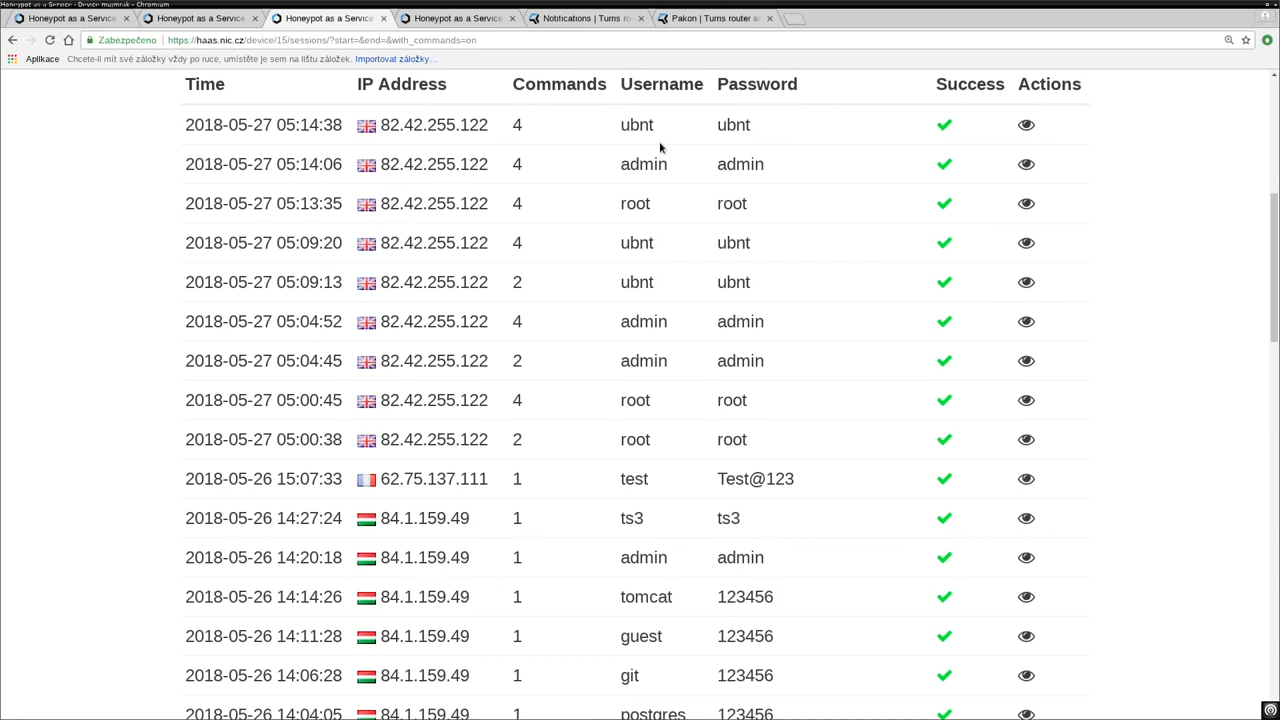 Honeypot as a Service - Device mujmrak - Chromium
Honeypot as a Service Honeypot as a Service Honeypot as a Service Honeypot as a Service Notifications | Turns ro Pakon | Turns router a
Zabezpečeno https://haas.nic.cz/device/15/sessions/?start=&end=&with_commands=on
Aplikace Chcete-li mít své záložky vždy po ruce, umístěte je sem na lištu záložek. Importovat záložky…
Time IP Address Commands Username Password Success Actions
2018-05-27 05:14:38 82.42.255.122 4 ubnt ubnt
2018-05-27 05:14:06 82.42.255.122 4 admin admin
2018-05-27 05:13:35 82.42.255.122 4 root root
2018-05-27 05:09:20 82.42.255.122 4 ubnt ubnt
2018-05-27 05:09:13 82.42.255.122 2 ubnt ubnt
2018-05-27 05:04:52 82.42.255.122 4 admin admin
2018-05-27 05:04:45 82.42.255.122 2 admin admin
2018-05-27 05:00:45 82.42.255.122 4 root root
2018-05-27 05:00:38 82.42.255.122 2 root root
2018-05-26 15:07:33 62.75.137.111 1 test Test@123
2018-05-26 14:27:24 84.1.159.49 1 ts3 ts3
2018-05-26 14:20:18 84.1.159.49 1 admin admin
2018-05-26 14:14:26 84.1.159.49 1 tomcat 123456
2018-05-26 14:11:28 84.1.159.49 1 guest 123456
2018-05-26 14:06:28 84.1.159.49 1 git 123456
2018-05-26 14:04:05 84.1.159.49 1 postgres 123456